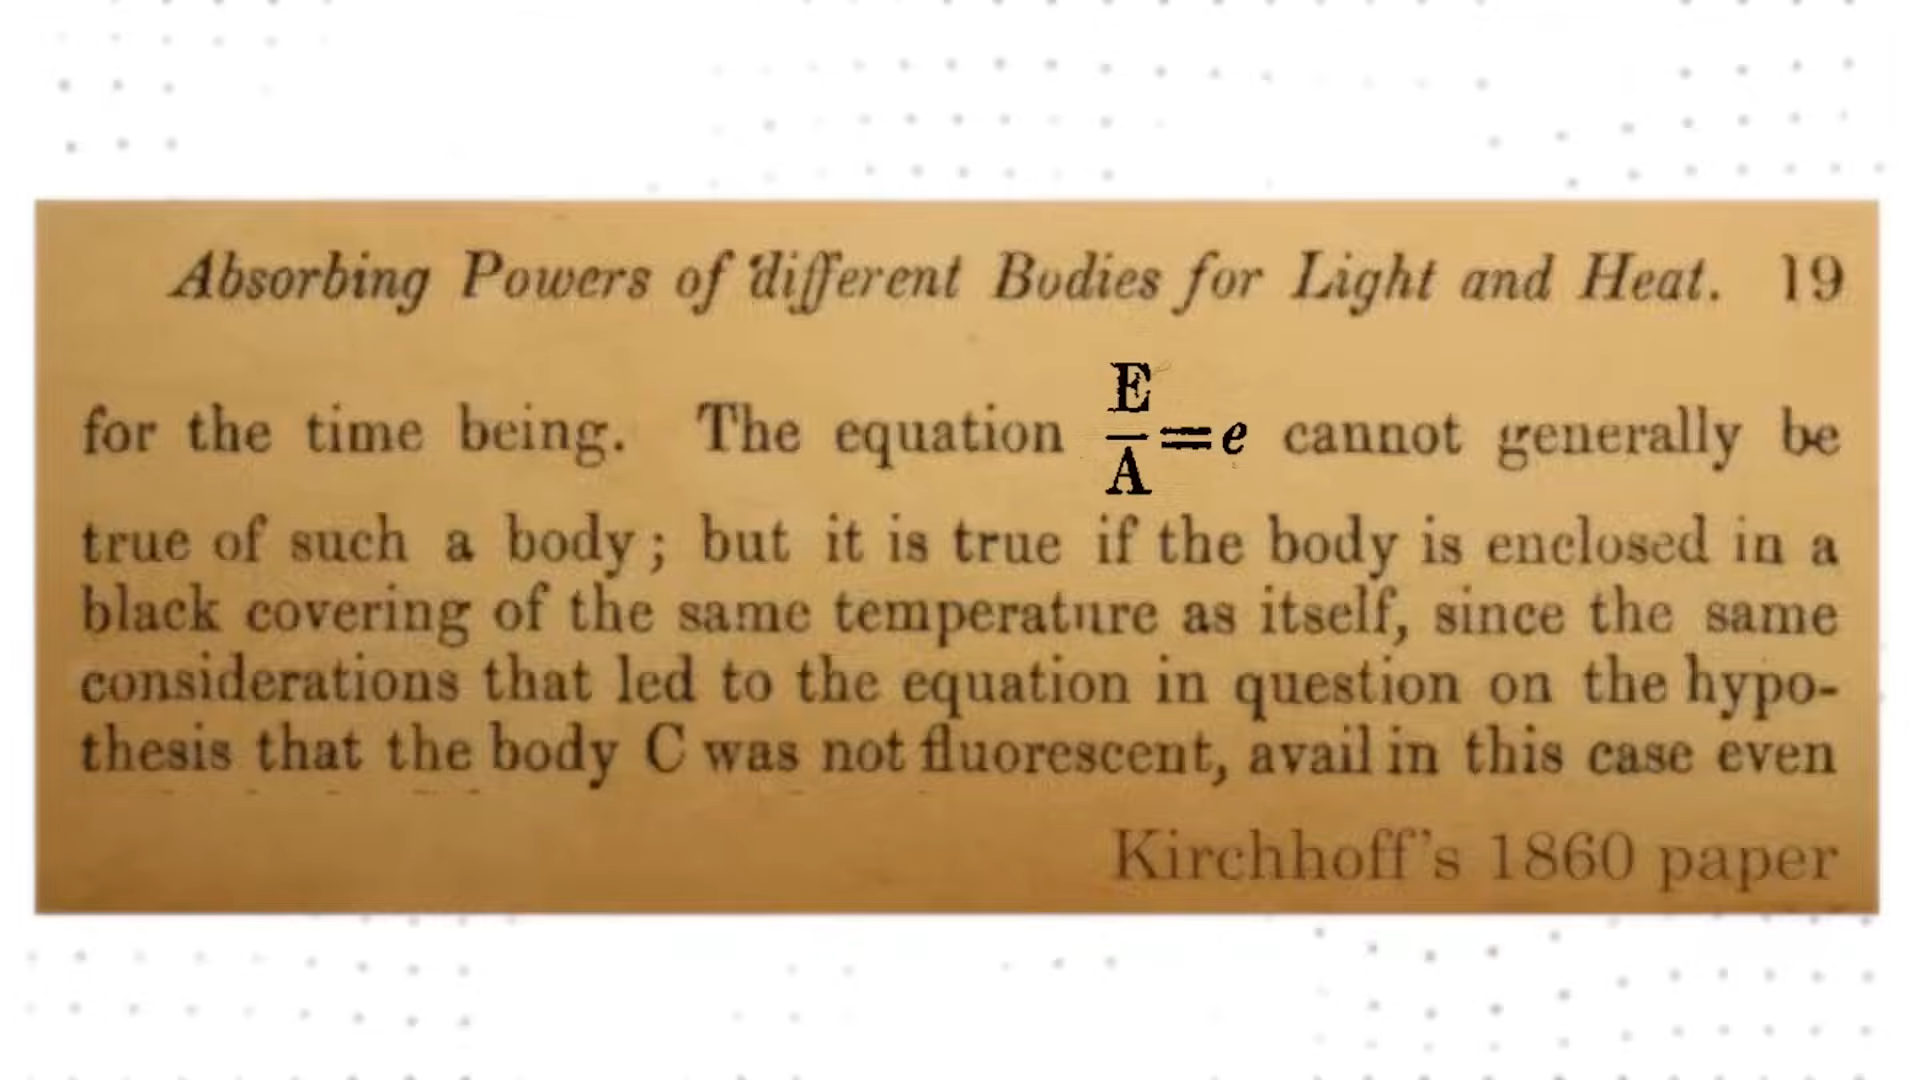 Absorbing Powers of different Bodies for Light and Heat. 19
for the time being. The equation E/A=e cannot generally be
true of such a body; but it is true if the body is enclosed in a
black covering of the same temperature as itself, since the same
considerations that led to the equation in question on the hypo-
thesis that the body C was not fluorescent, avail in this case even
Kirchhoff's 1860 paper